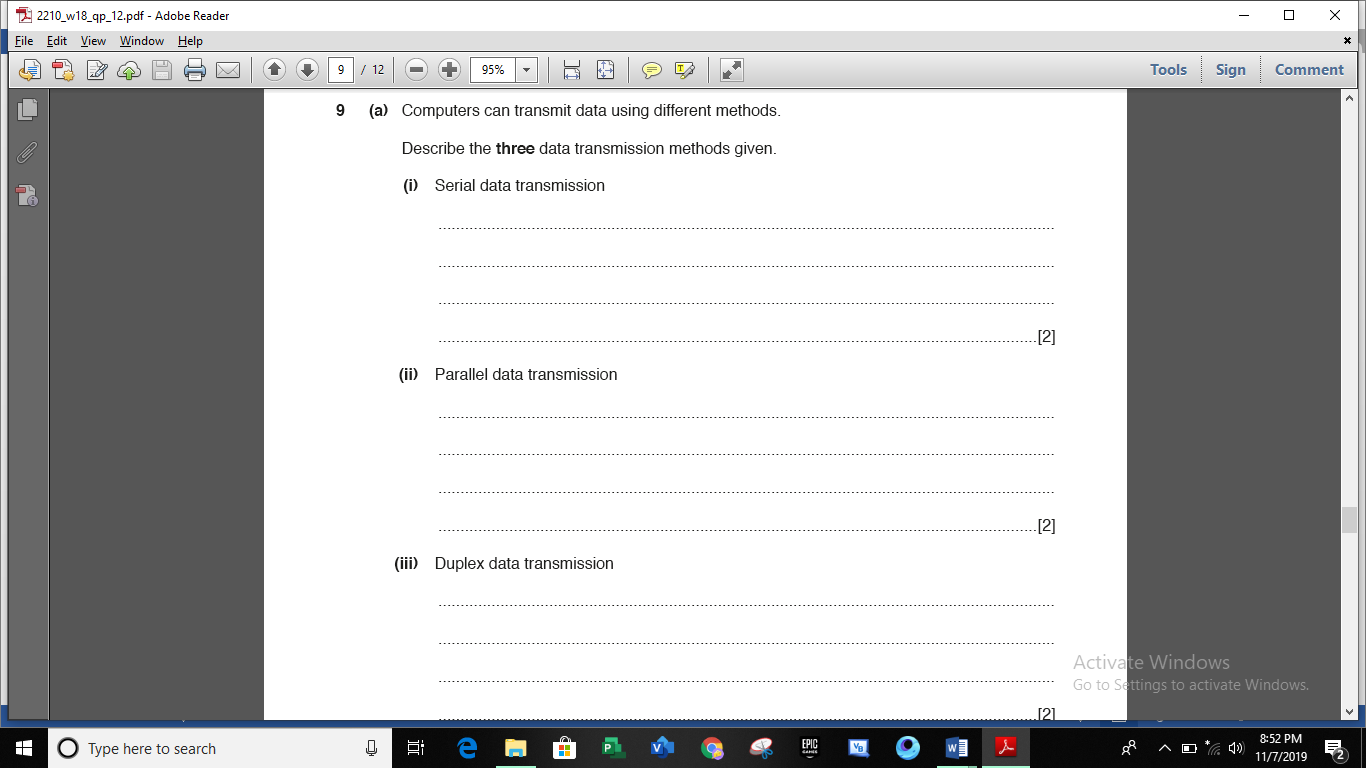 2210_w18_qp_12.pdf - Adobe Reader
File Edit View Window Help
9 / 12 95% Tools Sign Comment
9 (a) Computers can transmit data using different methods.
Describe the three data transmission methods given.
(i) Serial data transmission
[2]
(ii) Parallel data transmission
[2]
(iii) Duplex data transmission
[2]
Activate Windows
Go to Settings to activate Windows.
Type here to search
EPIC GAMES
8:52 PM
11/7/2019
2